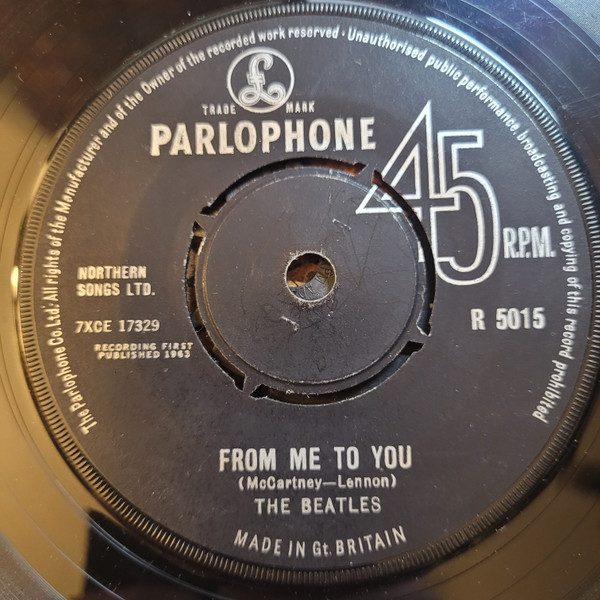 The Parlophone Co. Ltd. All rights of the Manufacturer and of the Owner of the recorded work reserved · Unauthorised public performance, broadcasting and copying of this record prohibited
£
TRADE MARK
PARLOPHONE
45
R.P.M.
NORTHERN
SONGS LTD.
7XCE 17329
R 5015
RECORDING FIRST
PUBLISHED 1963
FROM ME TO YOU
(McCartney—Lennon)
THE BEATLES
MADE IN Gt. BRITAIN